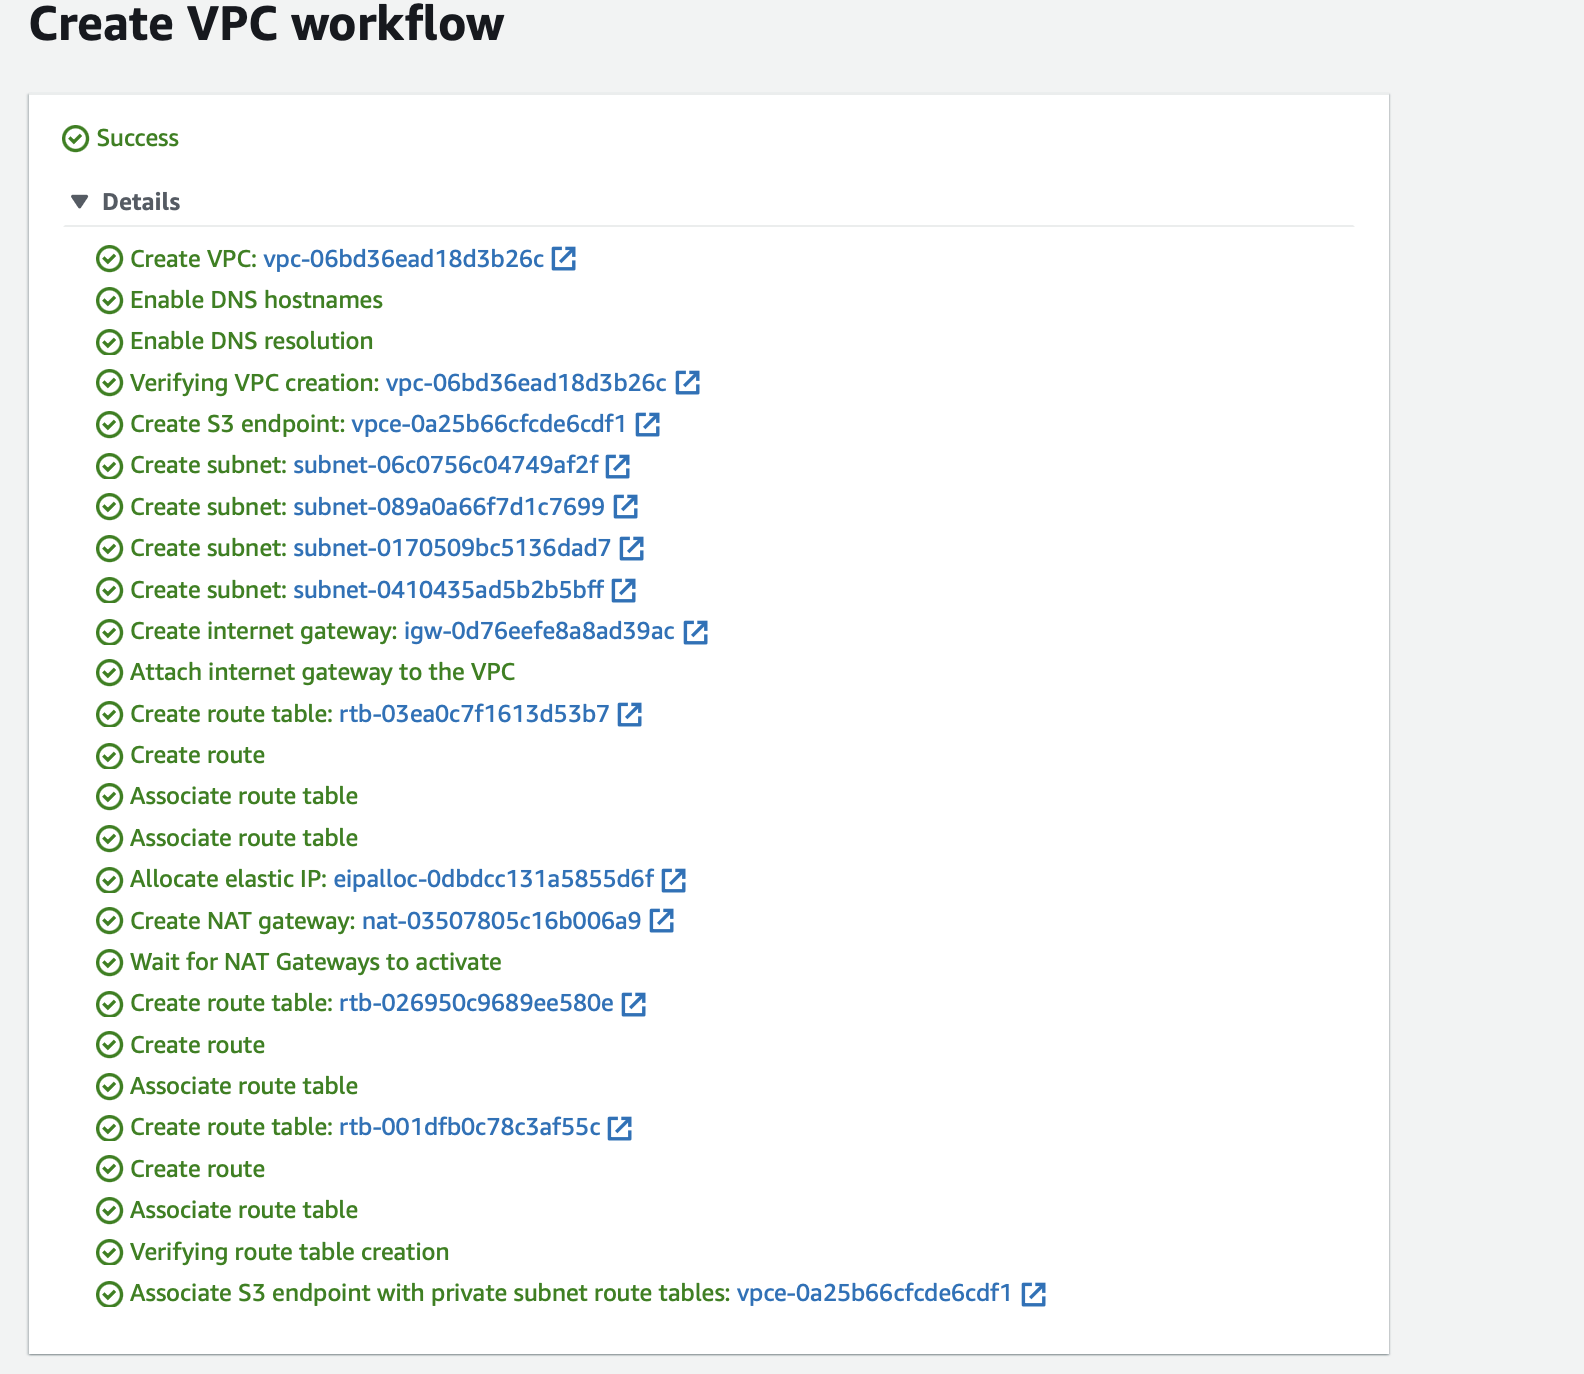 Create VPC workflow
Success
Details
Create VPC: vpc-06bd36ead18d3b26c
Enable DNS hostnames
Enable DNS resolution
Verifying VPC creation: vpc-06bd36ead18d3b26c
Create S3 endpoint: vpce-0a25b66cfcde6cdf1
Create subnet: subnet-06c0756c04749af2f
Create subnet: subnet-089a0a66f7d1c7699
Create subnet: subnet-0170509bc5136dad7
Create subnet: subnet-0410435ad5b2b5bff
Create internet gateway: igw-0d76eefe8a8ad39ac
Attach internet gateway to the VPC
Create route table: rtb-03ea0c7f1613d53b7
Create route
Associate route table
Associate route table
Allocate elastic IP: eipalloc-0dbdcc131a5855d6f
Create NAT gateway: nat-03507805c16b006a9
Wait for NAT Gateways to activate
Create route table: rtb-026950c9689ee580e
Create route
Associate route table
Create route table: rtb-001dfb0c78c3af55c
Create route
Associate route table
Verifying route table creation
Associate S3 endpoint with private subnet route tables: vpce-0a25b66cfcde6cdf1